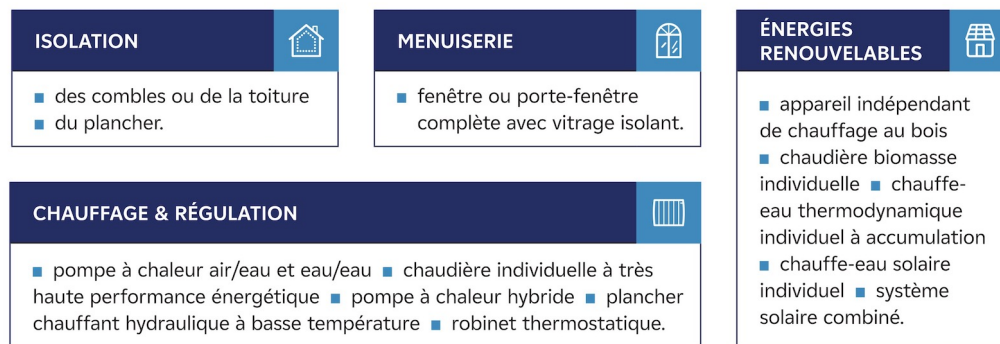 ISOLATION
■ des combles ou de la toiture
■ du plancher.
MENUISERIE
■ fenêtre ou porte-fenêtre
complète avec vitrage isolant.
ÉNERGIES
RENOUVELABLES
■ appareil indépendant
de chauffage au bois
■ chaudière biomasse
individuelle ■ chauffe-
eau thermodynamique
individuel à accumulation
■ chauffe-eau solaire
individuel ■ système
solaire combiné.
CHAUFFAGE & RÉGULATION
■ pompe à chaleur air/eau et eau/eau ■ chaudière individuelle à très
haute performance énergétique ■ pompe à chaleur hybride ■ plancher
chauffant hydraulique à basse température ■ robinet thermostatique.